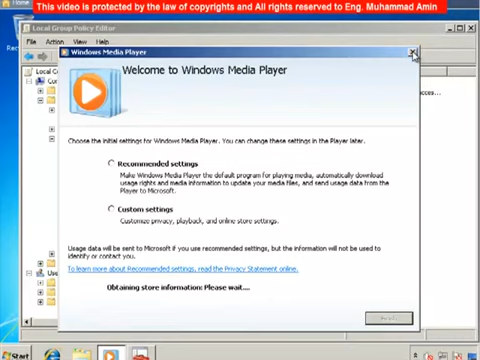 Home
This video is protected by the law of copyrights and All rights reserved to Eng. Muhammad Amin
Local Group Policy Editor
File Action View Help
Windows Media Player
Welcome to Windows Media Player
Local Co
Choose the initial settings for Windows Media Player. You can change these settings in the Player later.
Recommended settings
Make Windows Media Player the default program for playing media, automatically download
usage rights and media information to update your media files, and send usage data from the
Player to Microsoft.
Custom settings
Customize privacy, playback, and online store settings.
Usage data will be sent to Microsoft if you use recommended settings, but the information will not be used to
identify or contact you.
To learn more about Recommended settings, read the Privacy Statement online.
Obtaining store information: Please wait....
Start